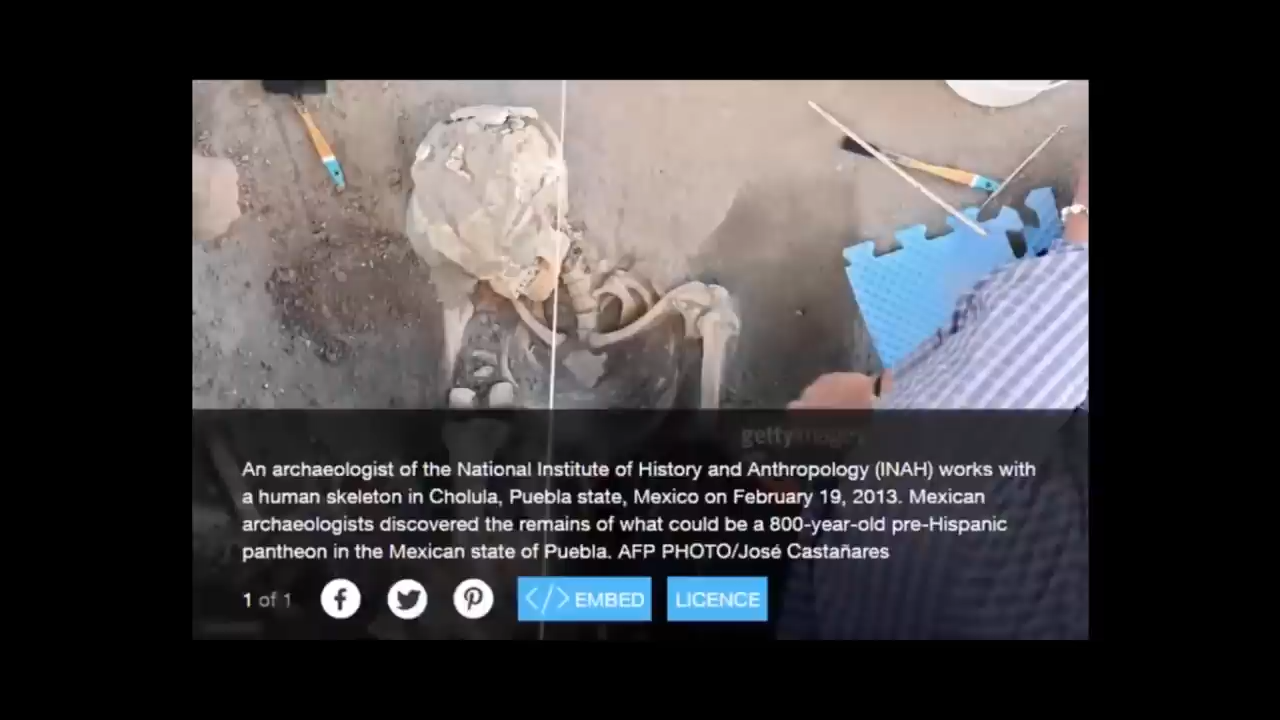 gettyimages
An archaeologist of the National Institute of History and Anthropology (INAH) works with
a human skeleton in Cholula, Puebla state, Mexico on February 19, 2013. Mexican
archaeologists discovered the remains of what could be a 800-year-old pre-Hispanic
pantheon in the Mexican state of Puebla. AFP PHOTO/José Castañares
1 of 1 </> EMBED LICENCE